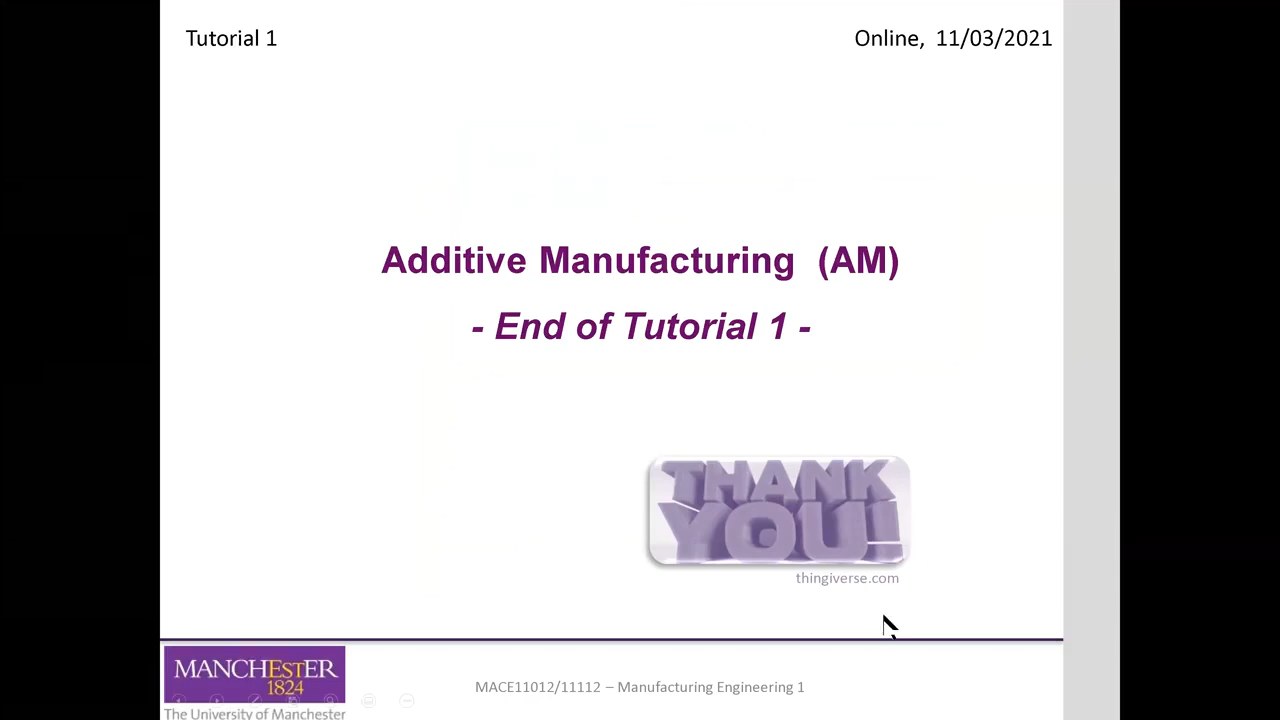 Tutorial 1
Online, 11/03/2021
Additive Manufacturing (AM)
- End of Tutorial 1 -
THANK
YOU!
thingiverse.com
MANCHESTER
1824
The University of Manchester
MACE11012/11112 – Manufacturing Engineering 1